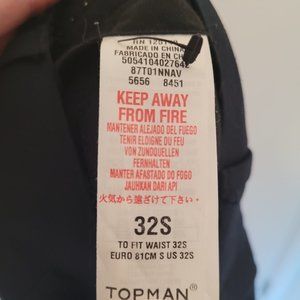 MADE IN CHINA
FABRICADO EN CH
5054104027642
87T01NNAV
5656 8451
KEEP AWAY
FROM FIRE
MANTENER ALEJADO DEL FUEGO
TENIR ELOIGNE DU FEU
VON ZUNDQUELLEN
FERNHALTEN
MANTER AFASTADO DO FOGO
JAUHKAN DARI API
火気から遠ざけて下さい
32S
TO FIT WAIST 32S
EURO 81CM S US 32S
TOPMAN®